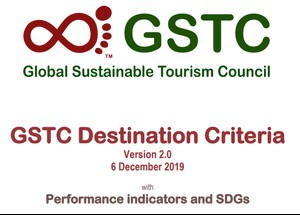 GSTC
TM
Global Sustainable Tourism Council
GSTC Destination Criteria
Version 2.0
6 December 2019
with
Performance indicators and SDGs